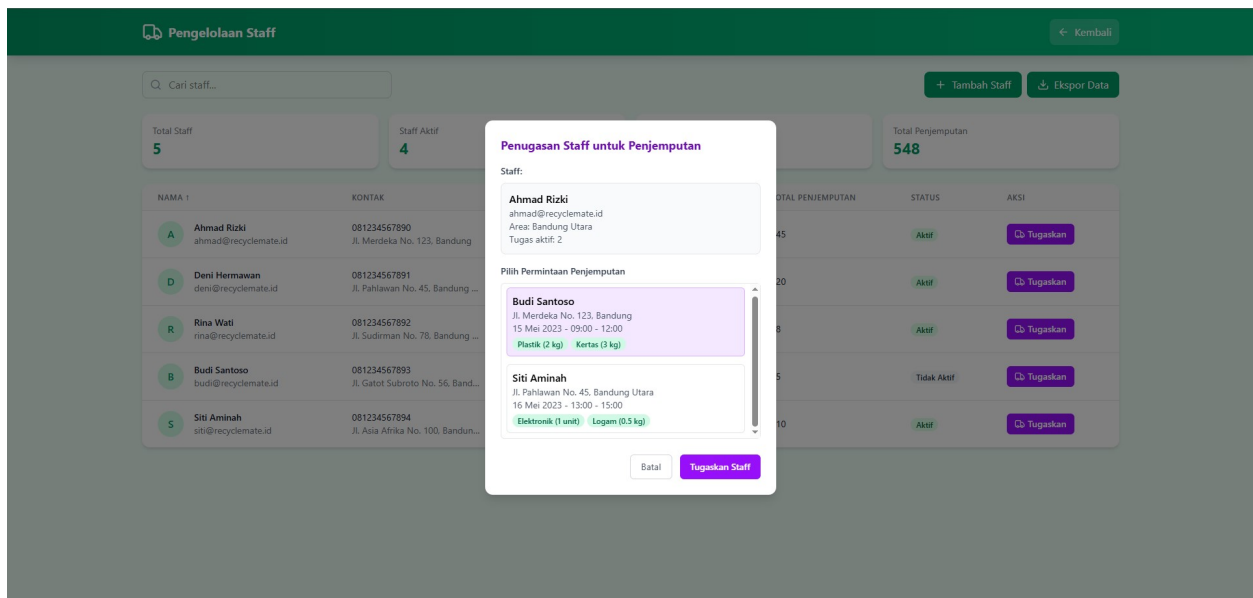 Pengelolaan Staff
← Kembali
Cari staff...
+ Tambah Staff
Ekspor Data
Total Staff
5
Staff Aktif
4
Total Penjemputan
548
NAMA ↑
KONTAK
OTAL PENJEMPUTAN
STATUS
AKSI
A
Ahmad Rizki
ahmad@recyclemate.id
081234567890
Jl. Merdeka No. 123, Bandung
45
Aktif
Tugaskan
D
Deni Hermawan
deni@recyclemate.id
081234567891
Jl. Pahlawan No. 45, Bandung ...
20
Aktif
Tugaskan
R
Rina Wati
rina@recyclemate.id
081234567892
Jl. Sudirman No. 78, Bandung ...
8
Aktif
Tugaskan
B
Budi Santoso
budi@recyclemate.id
081234567893
Jl. Gatot Subroto No. 56, Band...
5
Tidak Aktif
Tugaskan
S
Siti Aminah
siti@recyclemate.id
081234567894
Jl. Asia Afrika No. 100, Bandun...
10
Aktif
Tugaskan
Penugasan Staff untuk Penjemputan
Staff:
Ahmad Rizki
ahmad@recyclemate.id
Area: Bandung Utara
Tugas aktif: 2
Pilih Permintaan Penjemputan
Budi Santoso
Jl. Merdeka No. 123, Bandung
15 Mei 2023 - 09:00 - 12:00
Plastik (2 kg) Kertas (3 kg)
Siti Aminah
Jl. Pahlawan No. 45, Bandung Utara
16 Mei 2023 - 13:00 - 15:00
Elektronik (1 unit) Logam (0.5 kg)
Batal
Tugaskan Staff